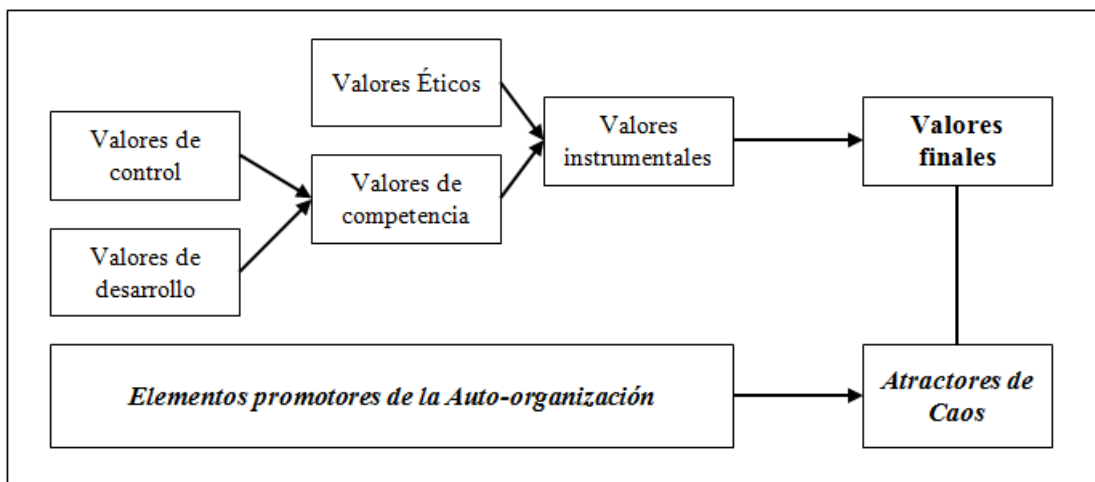 Valores Éticos
Valores de
control
Valores de
competencia
Valores de
desarrollo
Valores
instrumentales
Valores
finales
Elementos promotores de la Auto-organización
Atractores de
Caos